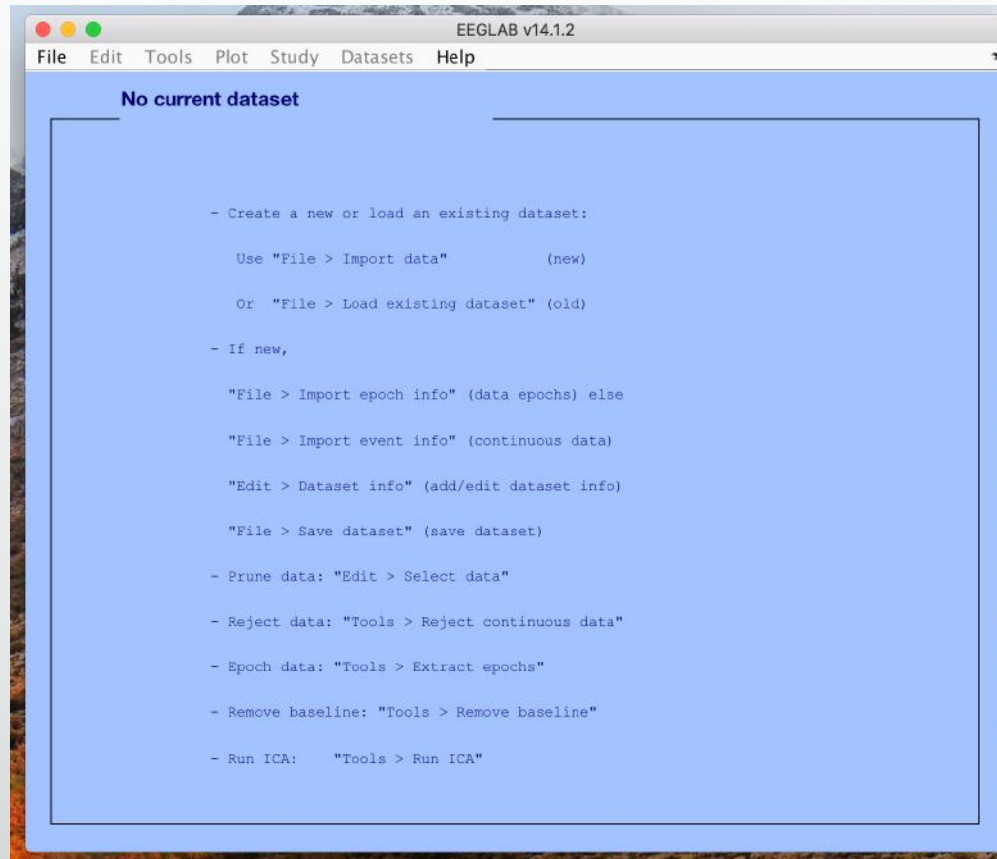 EEGLAB v14.1.2
File Edit Tools Plot Study Datasets Help
No current dataset
- Create a new or load an existing dataset:
Use "File > Import data" (new)
Or "File > Load existing dataset" (old)
- If new,
"File > Import epoch info" (data epochs) else
"File > Import event info" (continuous data)
"Edit > Dataset info" (add/edit dataset info)
"File > Save dataset" (save dataset)
- Prune data: "Edit > Select data"
- Reject data: "Tools > Reject continuous data"
- Epoch data: "Tools > Extract epochs"
- Remove baseline: "Tools > Remove baseline"
- Run ICA: "Tools > Run ICA"